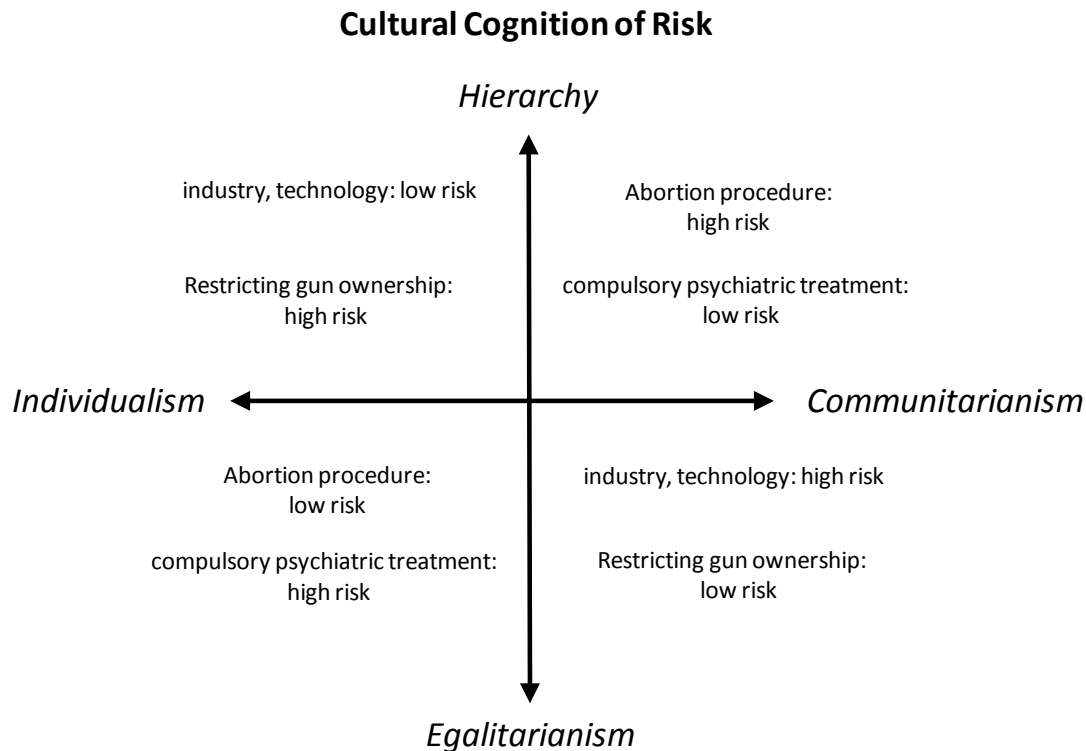 Cultural Cognition of Risk
Hierarchy
industry, technology: low risk
Abortion procedure:
high risk
Restricting gun ownership:
high risk
compulsory psychiatric treatment:
low risk
Individualism
Communitarianism
Abortion procedure:
low risk
industry, technology: high risk
compulsory psychiatric treatment:
high risk
Restricting gun ownership:
low risk
Egalitarianism